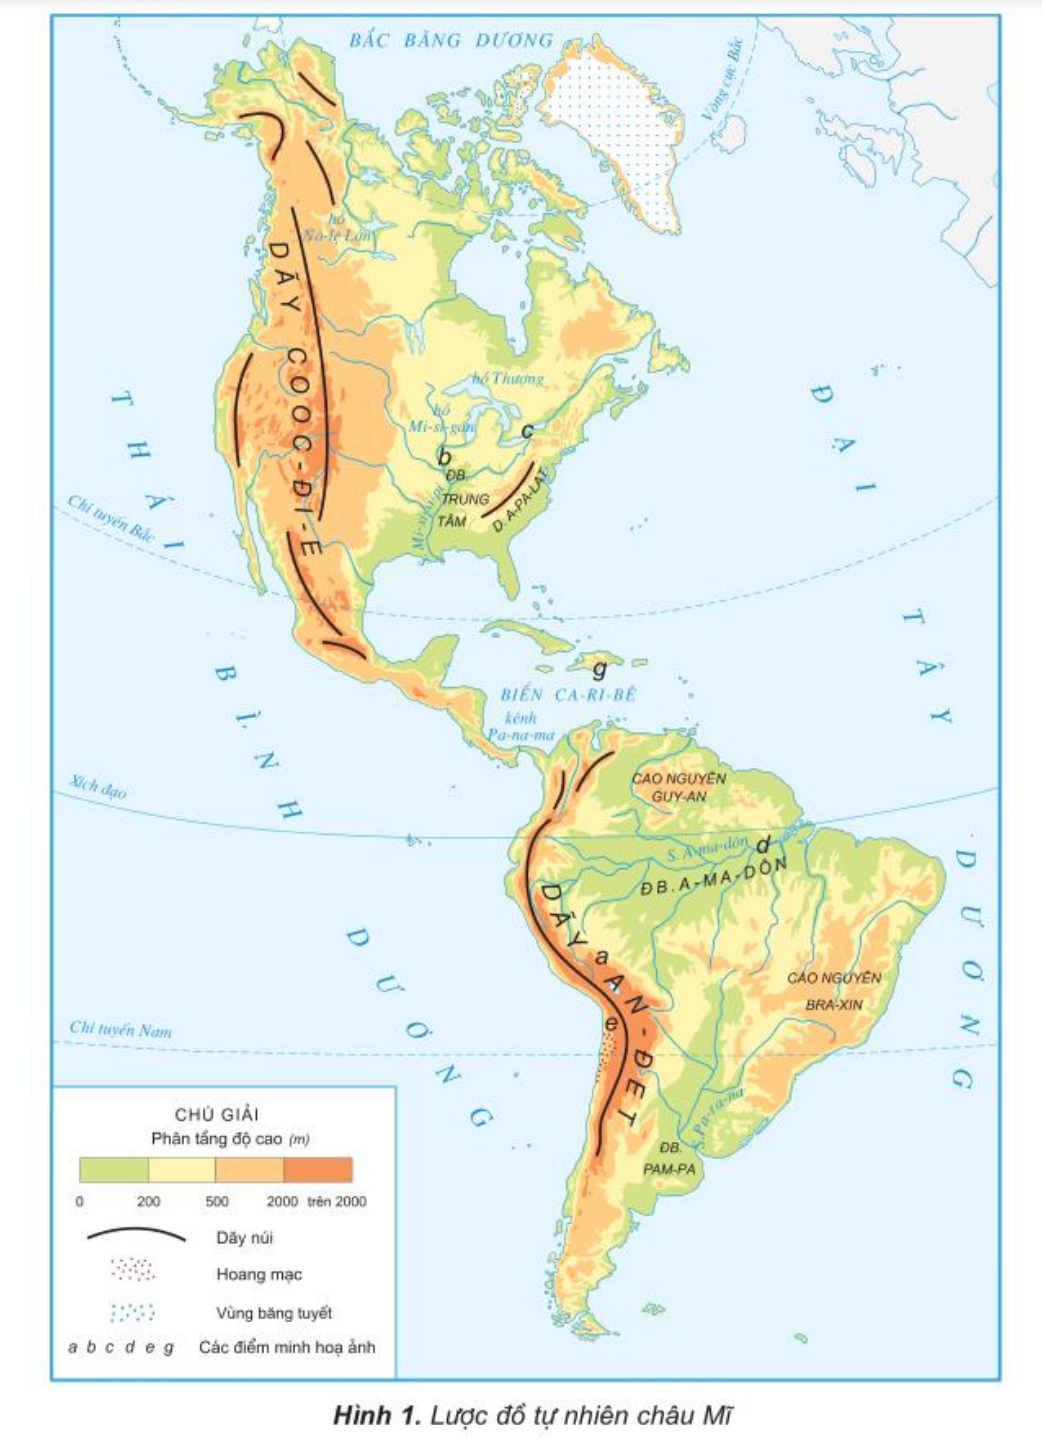 BẮC BĂNG DƯƠNG
Vòng cực Bắc
hồ
Nô-lệ Lớn
DÃY COOC-ĐI-E
hồ Thượng
hồ
Mi-si-gân
c
b
ĐB.
TRUNG
TÂM
Mi-xi-xi-pi
D. A-PA-LAT
Chí tuyến Bắc
THÁI BÌNH DƯƠNG
ĐẠI TÂY DƯƠNG
g
BIỂN CA-RI-BÊ
kênh
Pa-na-ma
CAO NGUYÊN
GUY-AN
Xích đạo
S. A-ma-dôn
d
ĐB. A-MA-DÔN
DÃY AN-ĐET
a
CAO NGUYÊN
BRA-XIN
e
Chí tuyến Nam
S. Pa-ra-na
ĐB.
PAM-PA
CHÚ GIẢI
Phân tầng độ cao (m)
0 200 500 2000 trên 2000
Dãy núi
Hoang mạc
Vùng băng tuyết
a b c d e g Các điểm minh hoạ ảnh
Hình 1. Lược đồ tự nhiên châu Mĩ